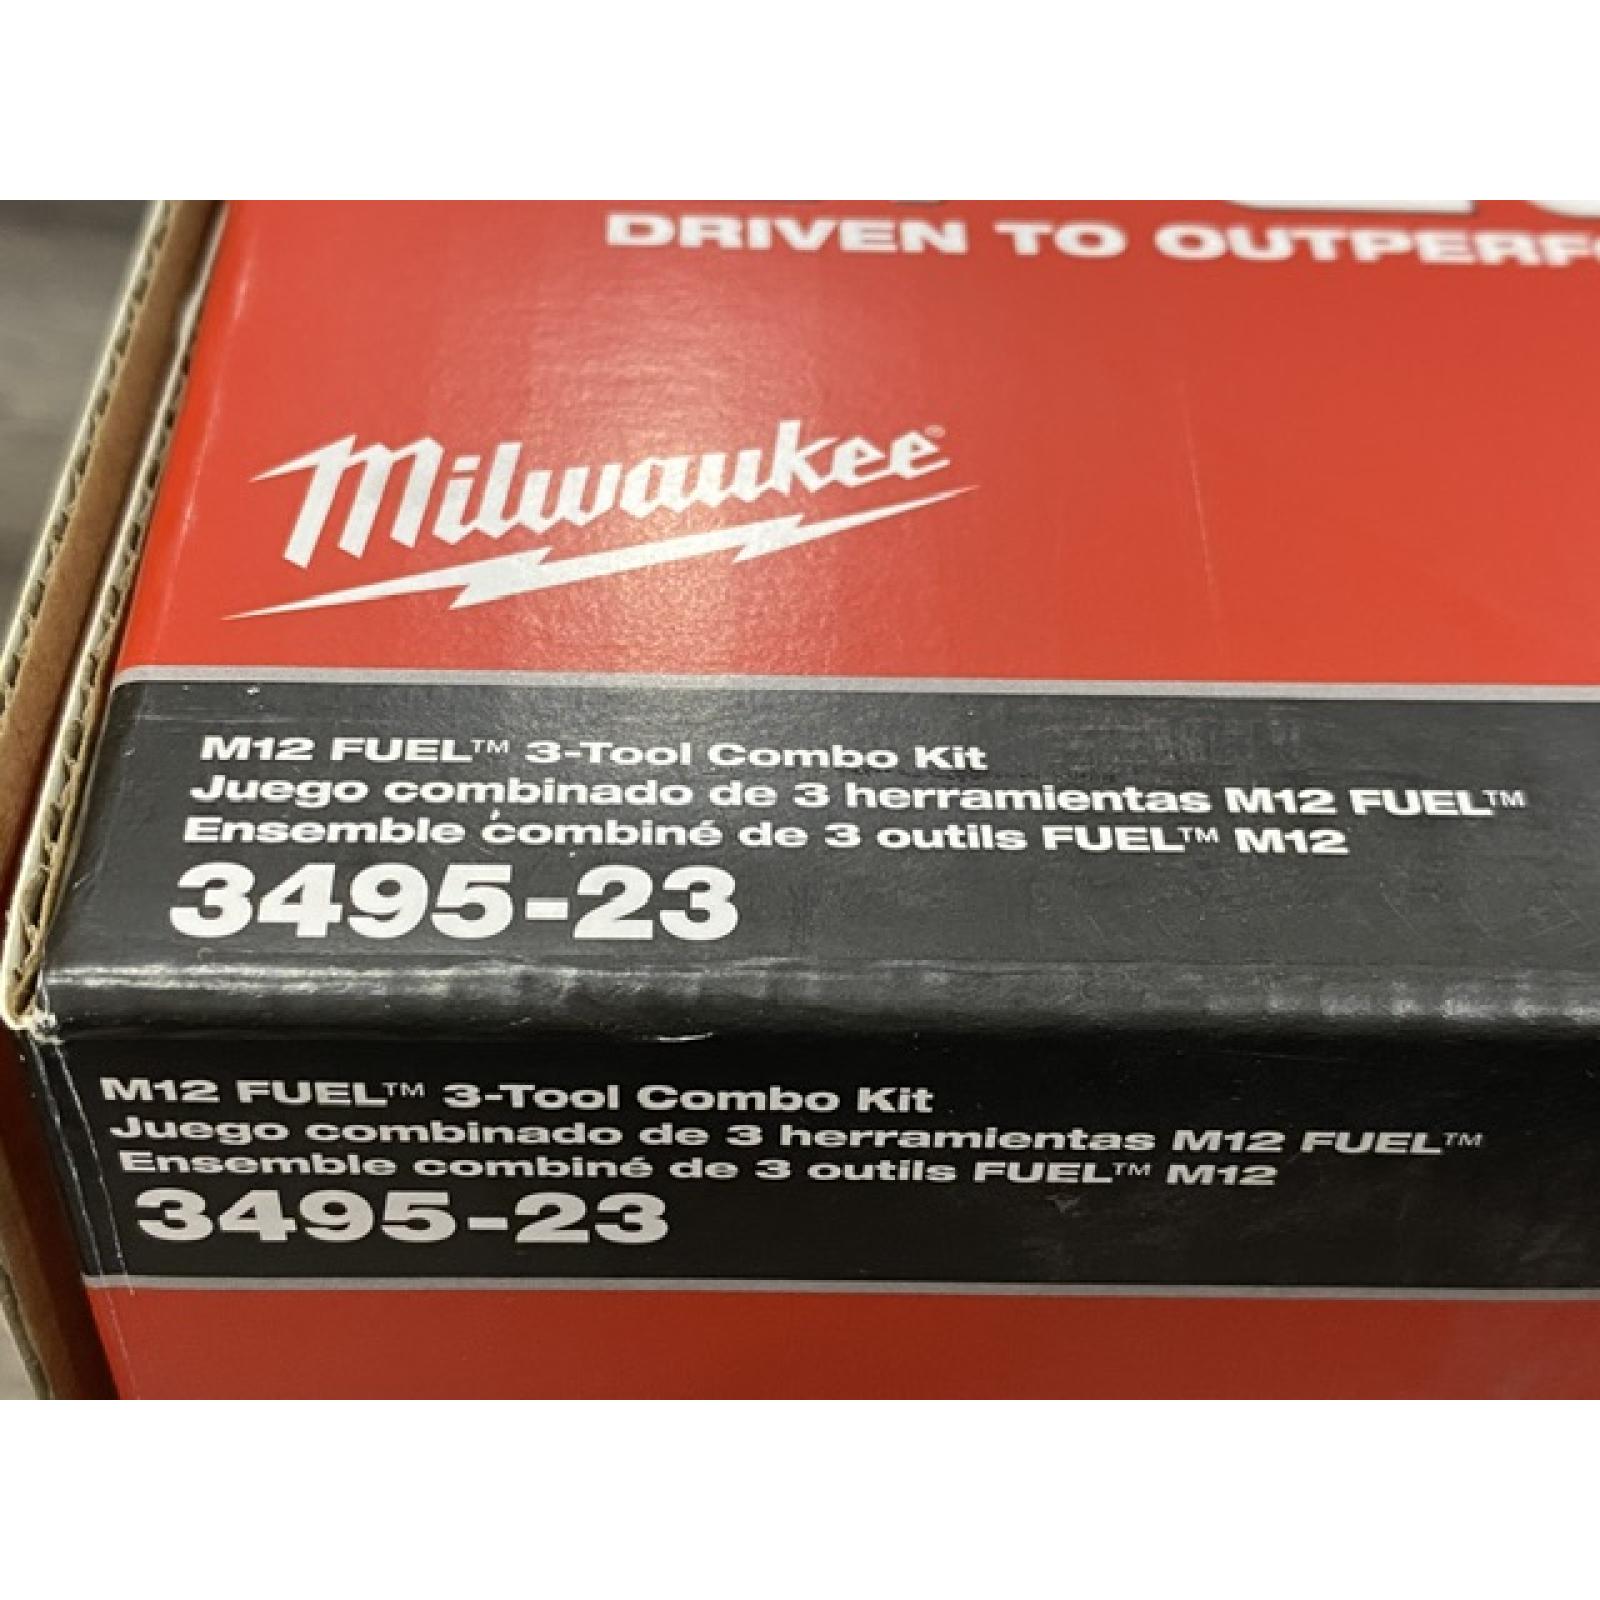 DRIVEN TO OUTPERFO
Milwaukee®
M12 FUEL™ 3-Tool Combo Kit
Juego combinado de 3 herramientas M12 FUEL™
Ensemble combiné de 3 outils FUEL™ M12
3495-23
M12 FUEL™ 3-Tool Combo Kit
Juego combinado de 3 herramientas M12 FUEL™
Ensemble combiné de 3 outils FUEL™ M12
3495-23